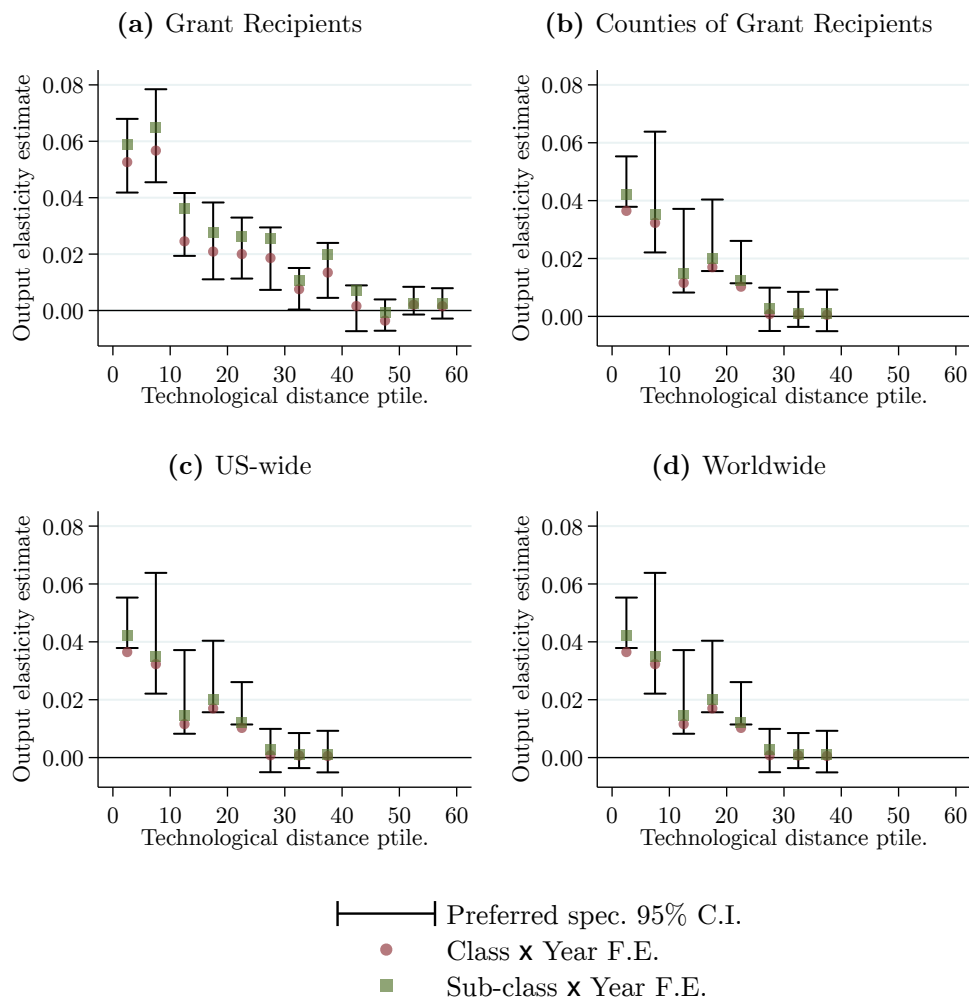 (a) Grant Recipients
Output elasticity estimate
0.08
0.06
0.04
0.02
0.00
0 10 20 30 40 50 60
Technological distance ptile.
(b) Counties of Grant Recipients
Output elasticity estimate
0.08
0.06
0.04
0.02
0.00
0 10 20 30 40 50 60
Technological distance ptile.
(c) US-wide
Output elasticity estimate
0.08
0.06
0.04
0.02
0.00
0 10 20 30 40 50 60
Technological distance ptile.
(d) Worldwide
Output elasticity estimate
0.08
0.06
0.04
0.02
0.00
0 10 20 30 40 50 60
Technological distance ptile.
Preferred spec. 95% C.I.
Class x Year F.E.
Sub-class x Year F.E.